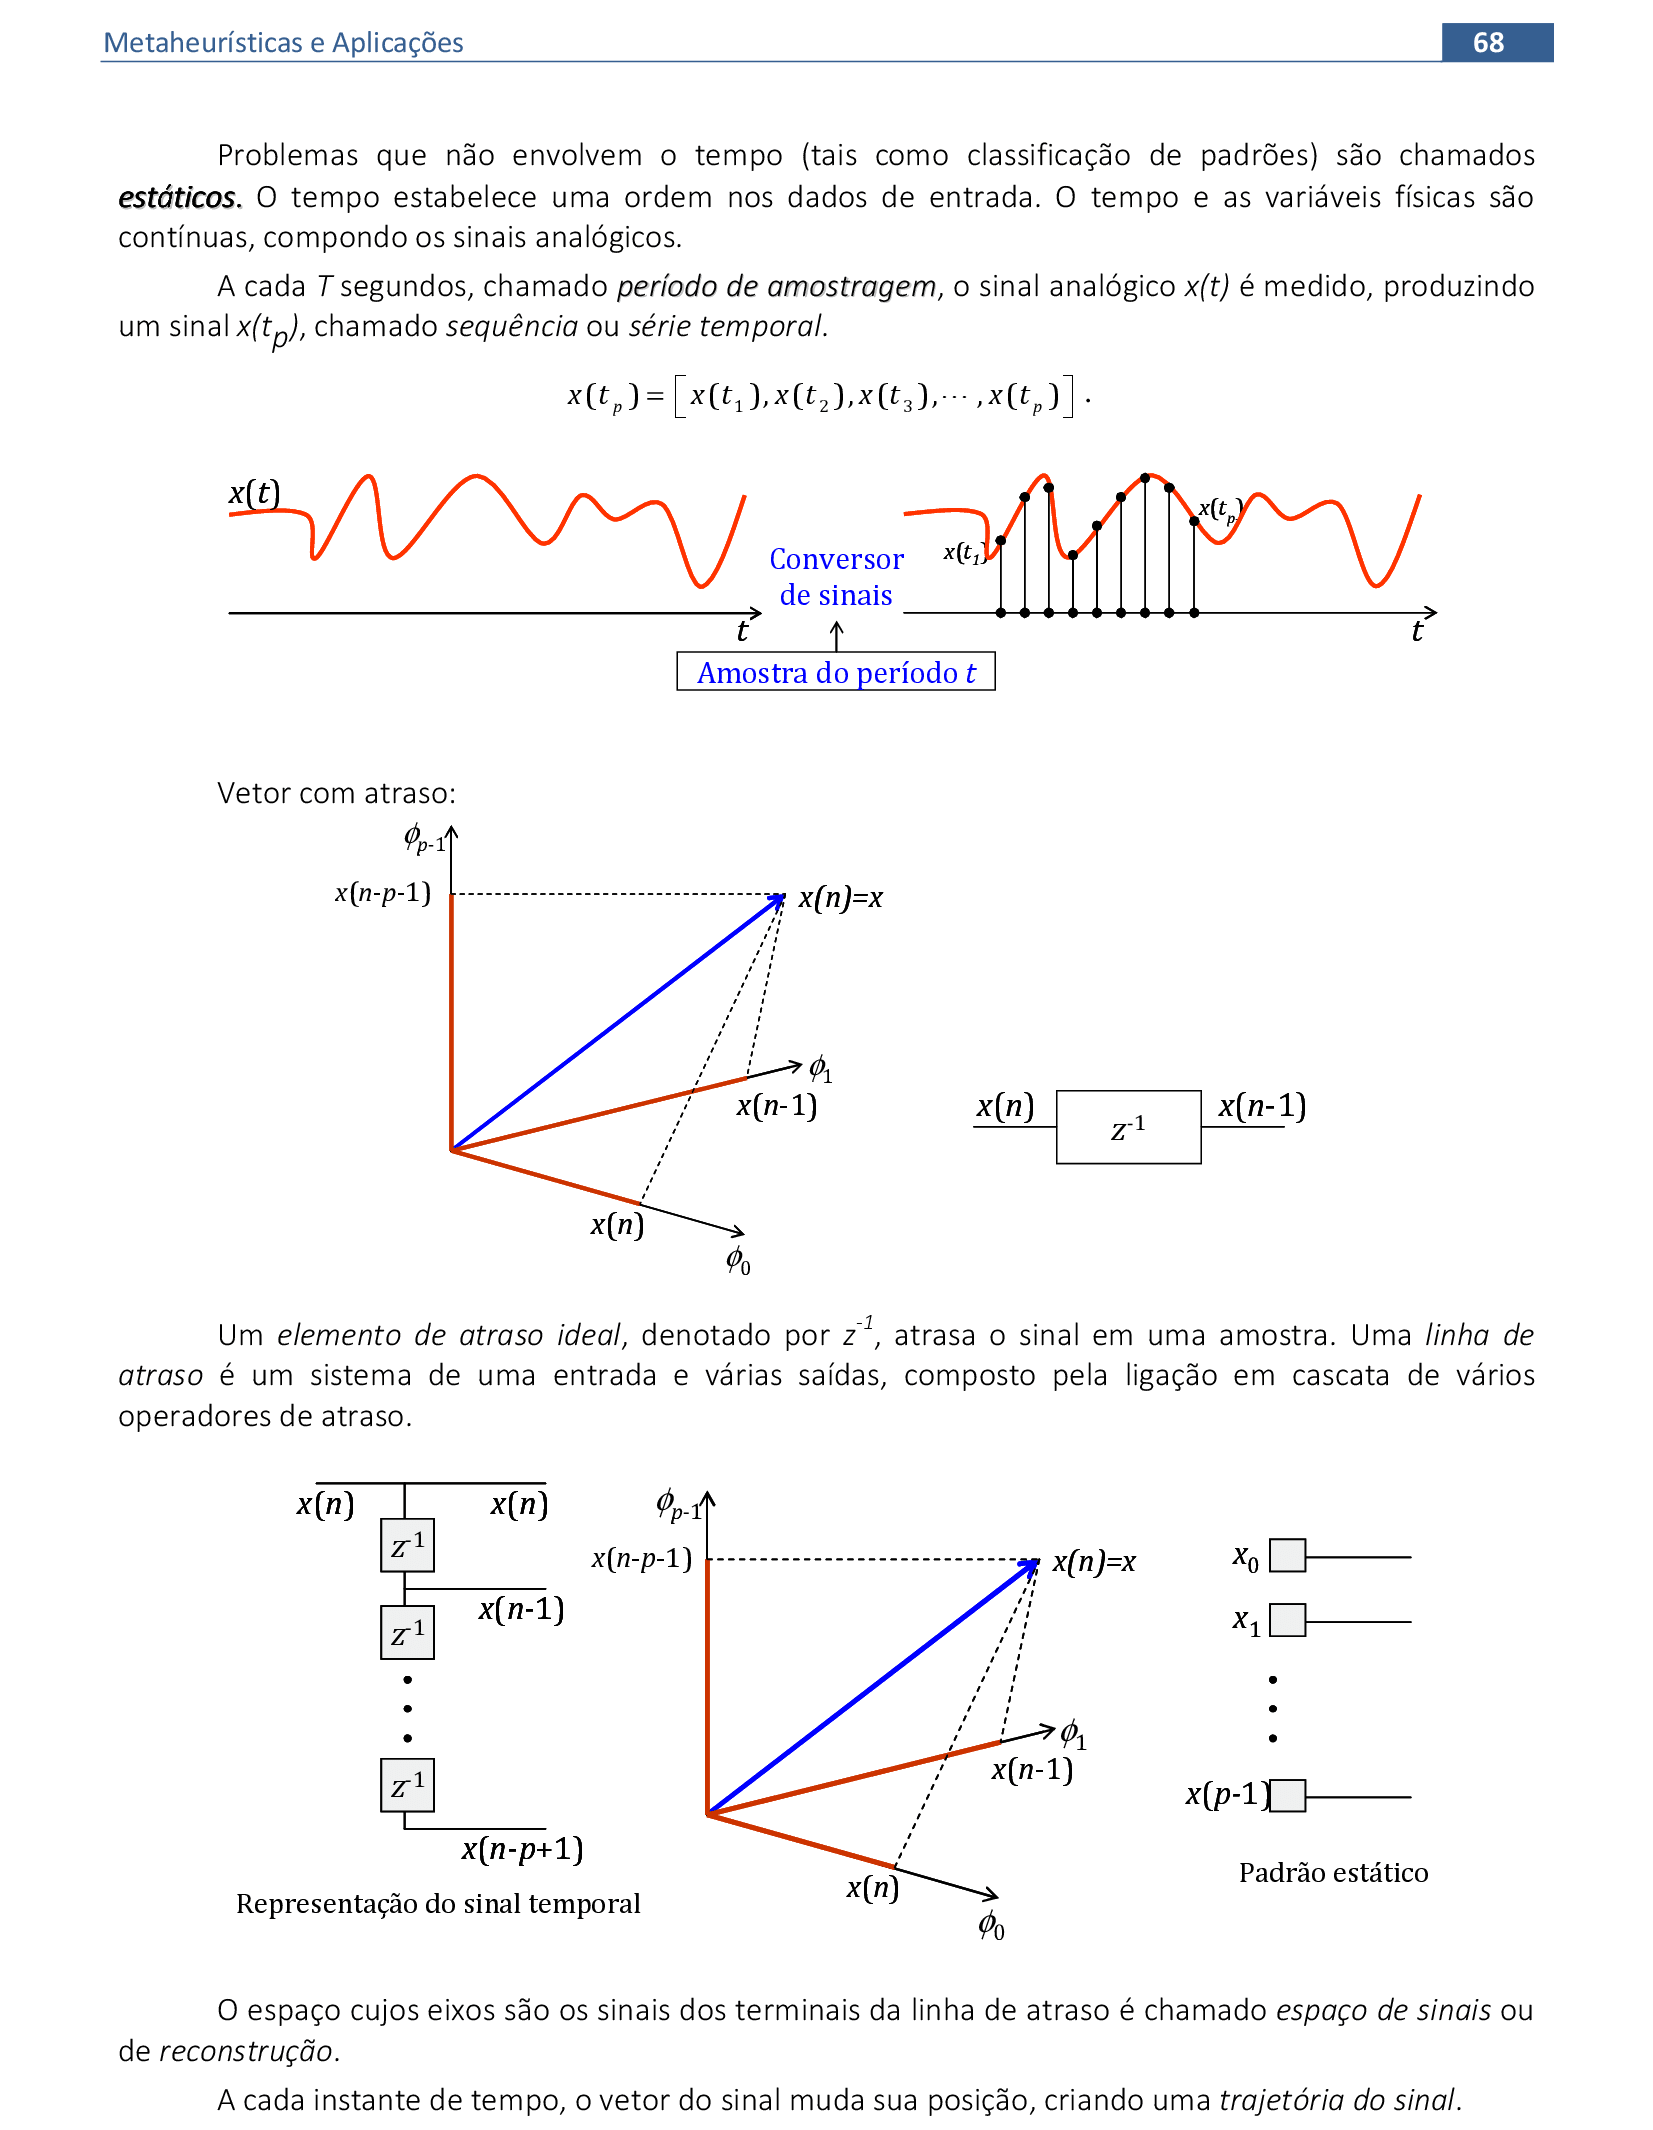 Metaheurísticas e Aplicações 68
Problemas que não envolvem o tempo (tais como classificação de padrões) são chamados
estáticos. O tempo estabelece uma ordem nos dados de entrada. O tempo e as variáveis físicas são
contínuas, compondo os sinais analógicos.
A cada T segundos, chamado período de amostragem, o sinal analógico x(t) é medido, produzindo
um sinal x(tp), chamado sequência ou série temporal.
x(t_p) = [x(t_1), x(t_2), x(t_3), ⋯ , x(t_p)] .
x(t)
t
Conversor
de sinais
Amostra do período t
x(t_1)
x(t_p)
t
Vetor com atraso:
ϕ_p-1
x(n-p-1)
x(n)=x
ϕ_1
x(n-1)
x(n)
ϕ_0
x(n)
z^-1
x(n-1)
Um elemento de atraso ideal, denotado por z^-1, atrasa o sinal em uma amostra. Uma linha de
atraso é um sistema de uma entrada e várias saídas, composto pela ligação em cascata de vários
operadores de atraso.
x(n)
x(n)
z^-1
x(n-1)
z^-1
z^-1
x(n-p+1)
Representação do sinal temporal
ϕ_p-1
x(n-p-1)
x(n)=x
ϕ_1
x(n-1)
x(n)
ϕ_0
x_0
x_1
x(p-1)
Padrão estático
O espaço cujos eixos são os sinais dos terminais da linha de atraso é chamado espaço de sinais ou
de reconstrução.
A cada instante de tempo, o vetor do sinal muda sua posição, criando uma trajetória do sinal.